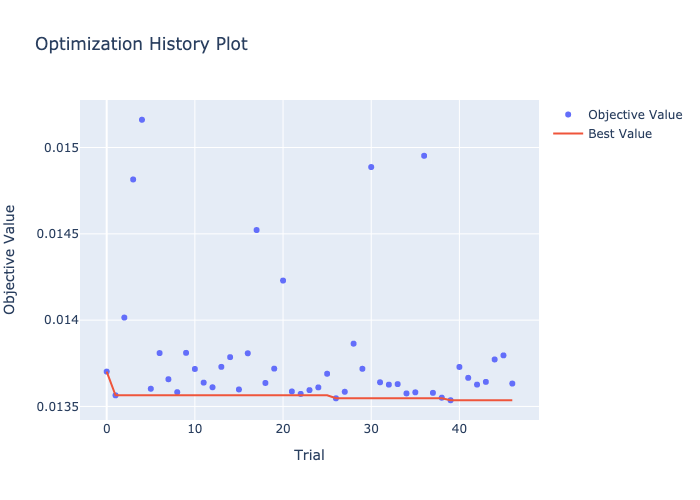 Optimization History Plot
Objective Value
Best Value
0.015
0.0145
0.014
0.0135
Objective Value
0 10 20 30 40
Trial